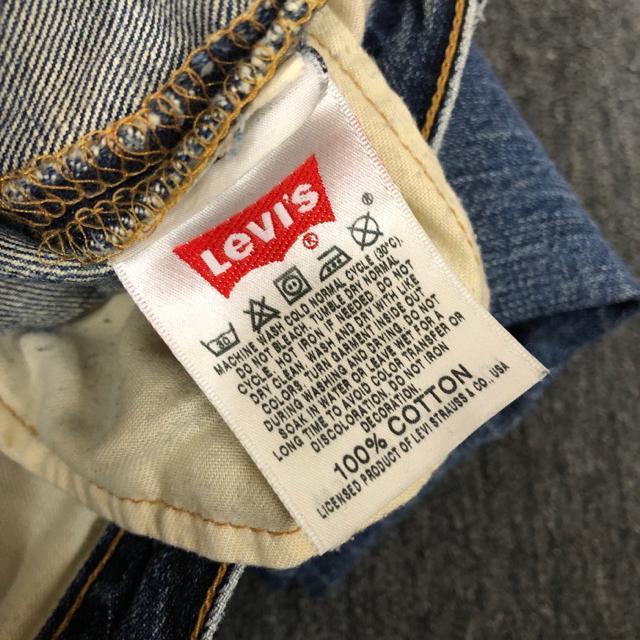 Levi's ®
®
30
MACHINE WASH COLD NORMAL CYCLE (30°C).
DO NOT BLEACH, TUMBLE DRY NORMAL
CYCLE, HOT IRON, IF NEEDED, DO NOT
DRY CLEAN. WASH AND DRY WITH LIKE
COLORS, TURN GARMENT INSIDE OUT
DURING WASHING AND DRYING. DO NOT
SOAK IN WATER OR LEAVE WET FOR A
LONG TIME TO AVOID COLOR TRANSFER OR
DISCOLORATION. DO NOT IRON
DECORATION.
100% COTTON
LICENSED PRODUCT OF LEVI STRAUSS & CO., USA